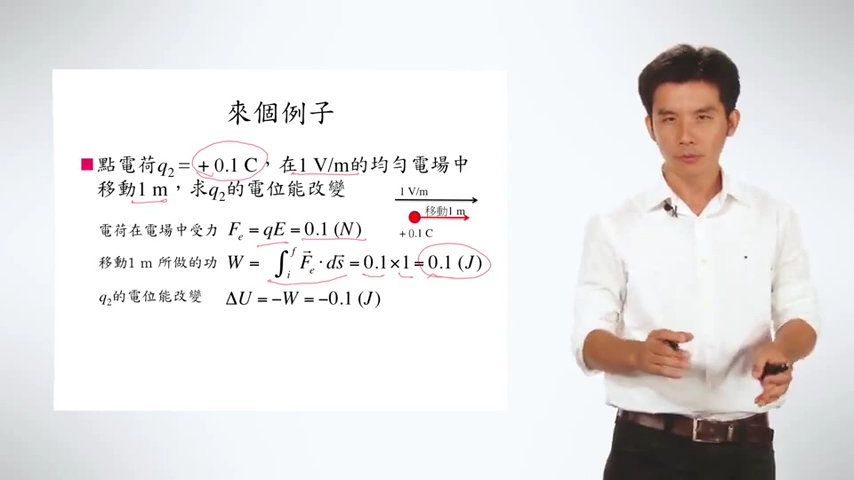 來個例子
點電荷q₂ = + 0.1 C，在1 V/m的均勻電場中
移動1 m，求q₂的電位能改變
1 V/m
移動1 m
+ 0.1 C
電荷在電場中受力 Fₑ = qE = 0.1 (N)
移動1 m 所做的功 W = ∫ᵢᶠ F⃗ₑ · ds⃗ = 0.1 × 1 = 0.1 (J)
q₂的電位能改變 ΔU = −W = −0.1 (J)